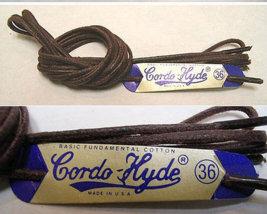 Cordo-Hyde®
36
BASIC FUNDAMENTAL COTTON
Cordo-Hyde®
36
MADE IN U.S.A.